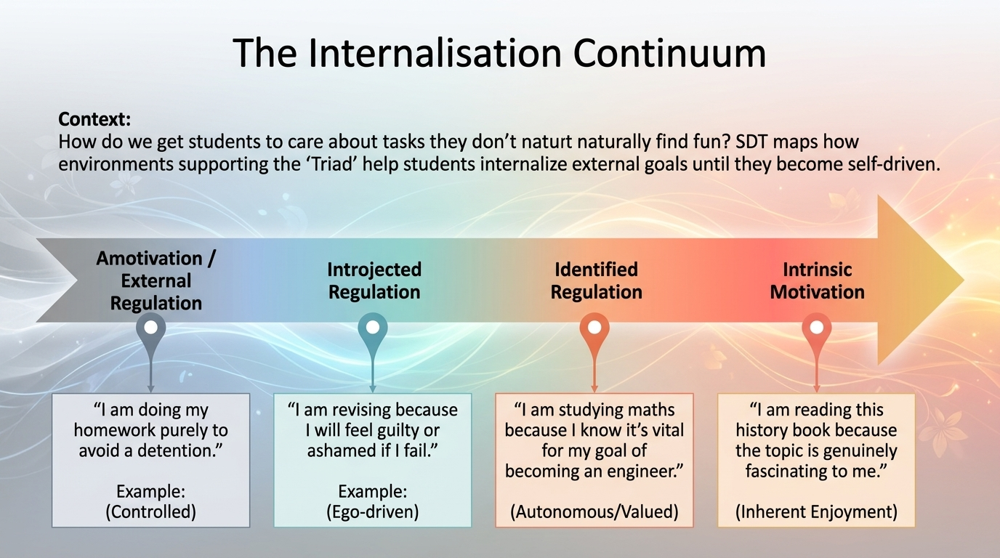 The Internalisation Continuum
Context:
How do we get students to care about tasks they don’t naturt naturally find fun? SDT maps how
environments supporting the ‘Triad’ help students internalize external goals until they become self-driven.
Amotivation /
External
Regulation
Introjected
Regulation
Identified
Regulation
Intrinsic
Motivation
“I am doing my
homework purely to
avoid a detention.”
Example:
(Controlled)
“I am revising because
I will feel guilty or
ashamed if I fail.”
Example:
(Ego-driven)
“I am studying maths
because I know it’s vital
for my goal of
becoming an engineer.”
(Autonomous/Valued)
“I am reading this
history book because
the topic is genuinely
fascinating to me.”
(Inherent Enjoyment)